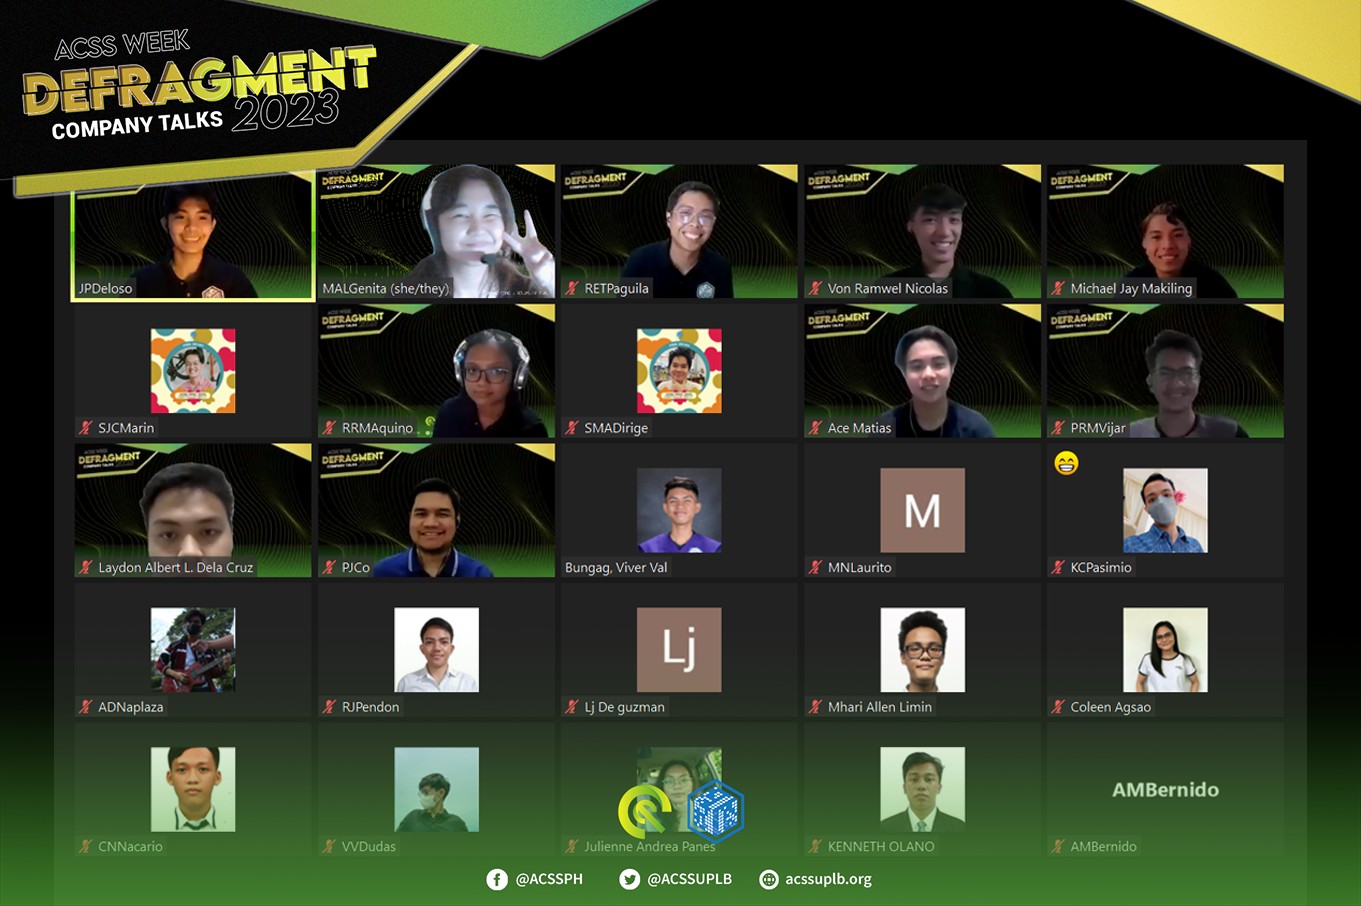 ACSS WEEK
DEFRAGMENT
COMPANY TALKS 2023
JPDeloso
MALGenita (she/they)
RETPaguila
Von Ramwel Nicolas
Michael Jay Makiling
SJCMarin
RRMAquino
SMADirige
Ace Matias
PRMVijar
Laydon Albert L. Dela Cruz
PJCo
Bungag, Viver Val
M
MNLaurito
KCPasimio
ADNaplaza
RJPendon
Lj
Lj De guzman
Mhari Allen Limin
Coleen Agsao
CNNacario
VVDudas
Julienne Andrea Panes
KENNETH OLANO
AMBernido
AMBernido
@ACSSPH
@ACSSUPLB
acssuplb.org